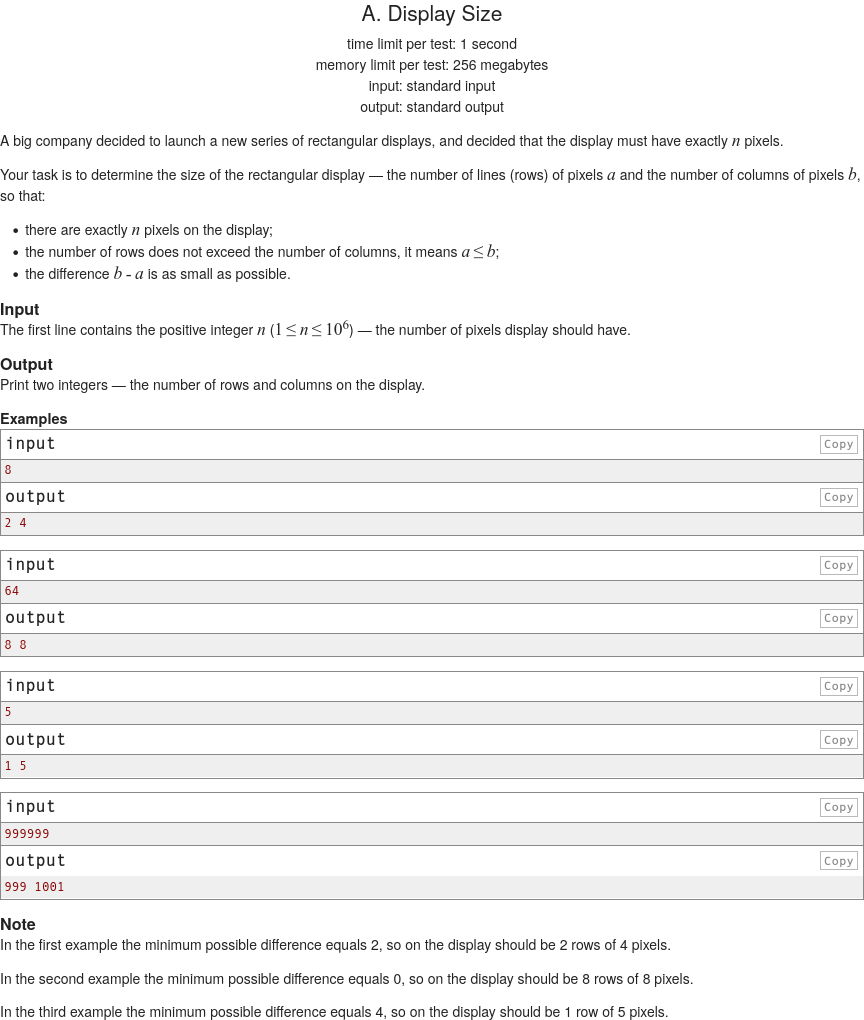 A. Display Size
time limit per test: 1 second
memory limit per test: 256 megabytes
input: standard input
output: standard output
A big company decided to launch a new series of rectangular displays, and decided that the display must have exactly n pixels.
Your task is to determine the size of the rectangular display — the number of lines (rows) of pixels a and the number of columns of pixels b,
so that:
• there are exactly n pixels on the display;
• the number of rows does not exceed the number of columns, it means a ≤ b;
• the difference b - a is as small as possible.
Input
The first line contains the positive integer n (1 ≤ n ≤ 10⁶) — the number of pixels display should have.
Output
Print two integers — the number of rows and columns on the display.
Examples
input Copy
8
output Copy
2 4
input Copy
64
output Copy
8 8
input Copy
5
output Copy
1 5
input Copy
999999
output Copy
999 1001
Note
In the first example the minimum possible difference equals 2, so on the display should be 2 rows of 4 pixels.
In the second example the minimum possible difference equals 0, so on the display should be 8 rows of 8 pixels.
In the third example the minimum possible difference equals 4, so on the display should be 1 row of 5 pixels.